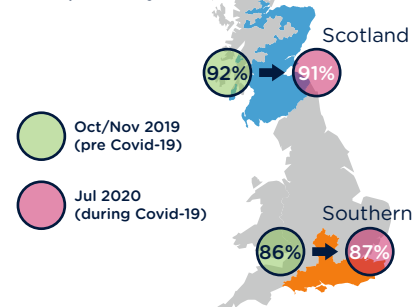 Scotland
92% 91%
Oct/Nov 2019
(pre Covid-19)
Jul 2020
(during Covid-19)
Southern
86% 87%